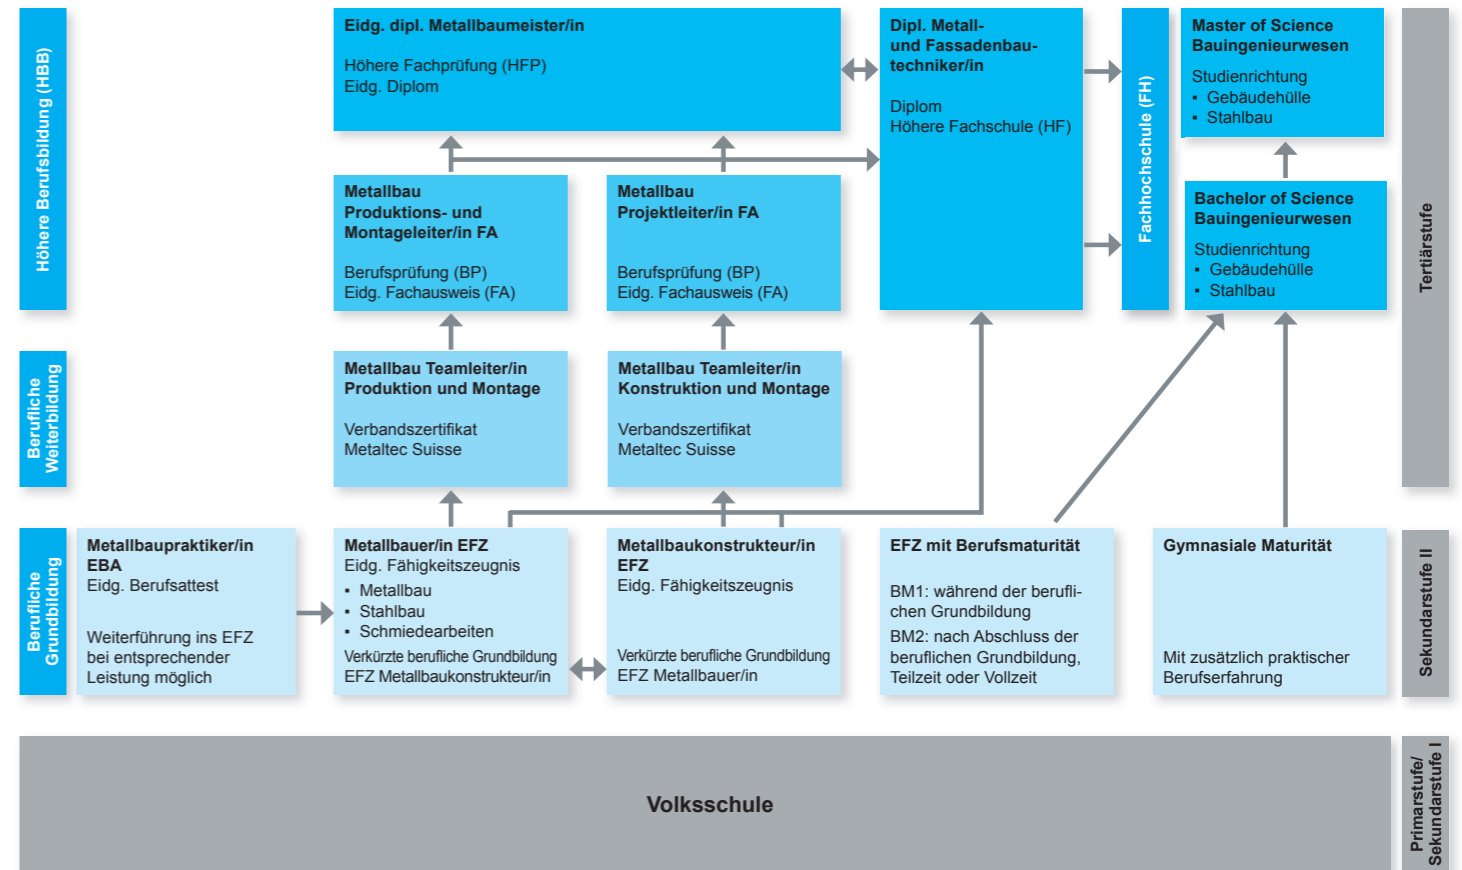 Höhere Berufsbildung (HBB)
Eidg. dipl. Metallbaumeister/in
Höhere Fachprüfung (HFP)
Eidg. Diplom
Dipl. Metall-
und Fassadenbau-
techniker/in
Diplom
Höhere Fachschule (HF)
Fachhochschule (FH)
Master of Science
Bauingenieurwesen
Studienrichtung
▪ Gebäudehülle
▪ Stahlbau
Metallbau
Produktions- und
Montageleiter/in FA
Berufsprüfung (BP)
Eidg. Fachausweis (FA)
Metallbau
Projektleiter/in FA
Berufsprüfung (BP)
Eidg. Fachausweis (FA)
Bachelor of Science
Bauingenieurwesen
Studienrichtung
▪ Gebäudehülle
▪ Stahlbau
Tertiärstufe
Berufliche
Weiterbildung
Metallbau Teamleiter/in
Produktion und Montage
Verbandszertifikat
Metaltec Suisse
Metallbau Teamleiter/in
Konstruktion und Montage
Verbandszertifikat
Metaltec Suisse
Berufliche
Grundbildung
Metallbaupraktiker/in
EBA
Eidg. Berufsattest
Weiterführung ins EFZ
bei entsprechender
Leistung möglich
Metallbauer/in EFZ
Eidg. Fähigkeitszeugnis
▪ Metallbau
▪ Stahlbau
▪ Schmiedearbeiten
Verkürzte berufliche Grundbildung
EFZ Metallbaukonstrukteur/in
Metallbaukonstrukteur/in
EFZ
Eidg. Fähigkeitszeugnis
Verkürzte berufliche Grundbildung
EFZ Metallbauer/in
EFZ mit Berufsmaturität
BM1: während der berufli-
chen Grundbildung
BM2: nach Abschluss der
beruflichen Grundbildung,
Teilzeit oder Vollzeit
Gymnasiale Maturität
Mit zusätzlich praktischer
Berufserfahrung
Sekundarstufe II
Volksschule
Primarstufe/
Sekundarstufe I